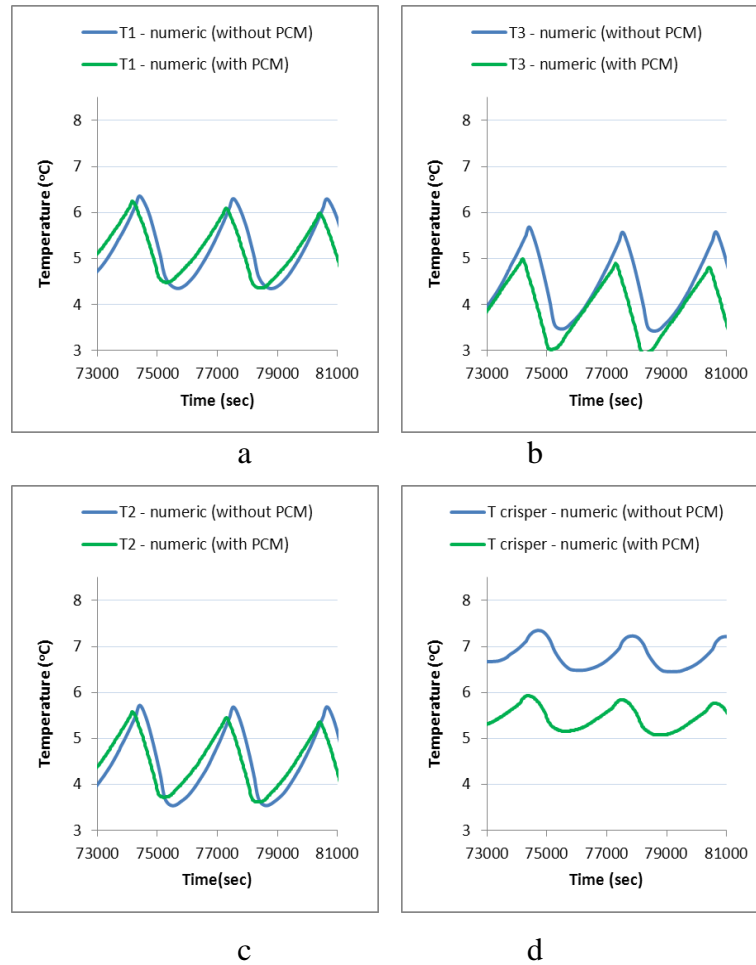 T1 - numeric (without PCM)
T1 - numeric (with PCM)
Temperature (ºC)
8
7
6
5
4
3
73000 75000 77000 79000 81000
Time (sec)
a
T3 - numeric (without PCM)
T3 - numeric (with PCM)
Temperature (ºC)
8
7
6
5
4
3
73000 75000 77000 79000 81000
Time (sec)
b
T2 - numeric (without PCM)
T2 - numeric (with PCM)
Temperature (ºC)
8
7
6
5
4
3
73000 75000 77000 79000 81000
Time(sec)
c
T crisper - numeric (without PCM)
T crisper - numeric (with PCM)
Temperature (ºC)
8
7
6
5
4
3
73000 75000 77000 79000 81000
Time (sec)
d